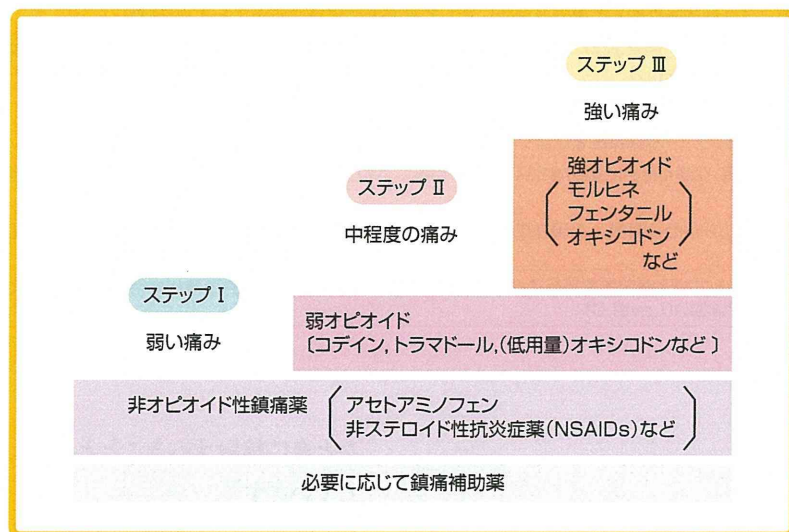 ステップ Ⅲ
強い痛み
強オピオイド
モルヒネ
フェンタニル
オキシコドン
など
ステップ Ⅱ
中程度の痛み
弱オピオイド
〔コデイン,トラマドール,(低用量)オキシコドンなど〕
ステップ Ⅰ
弱い痛み
非オピオイド性鎮痛薬
アセトアミノフェン
非ステロイド性抗炎症薬(NSAIDs)など
必要に応じて鎮痛補助薬